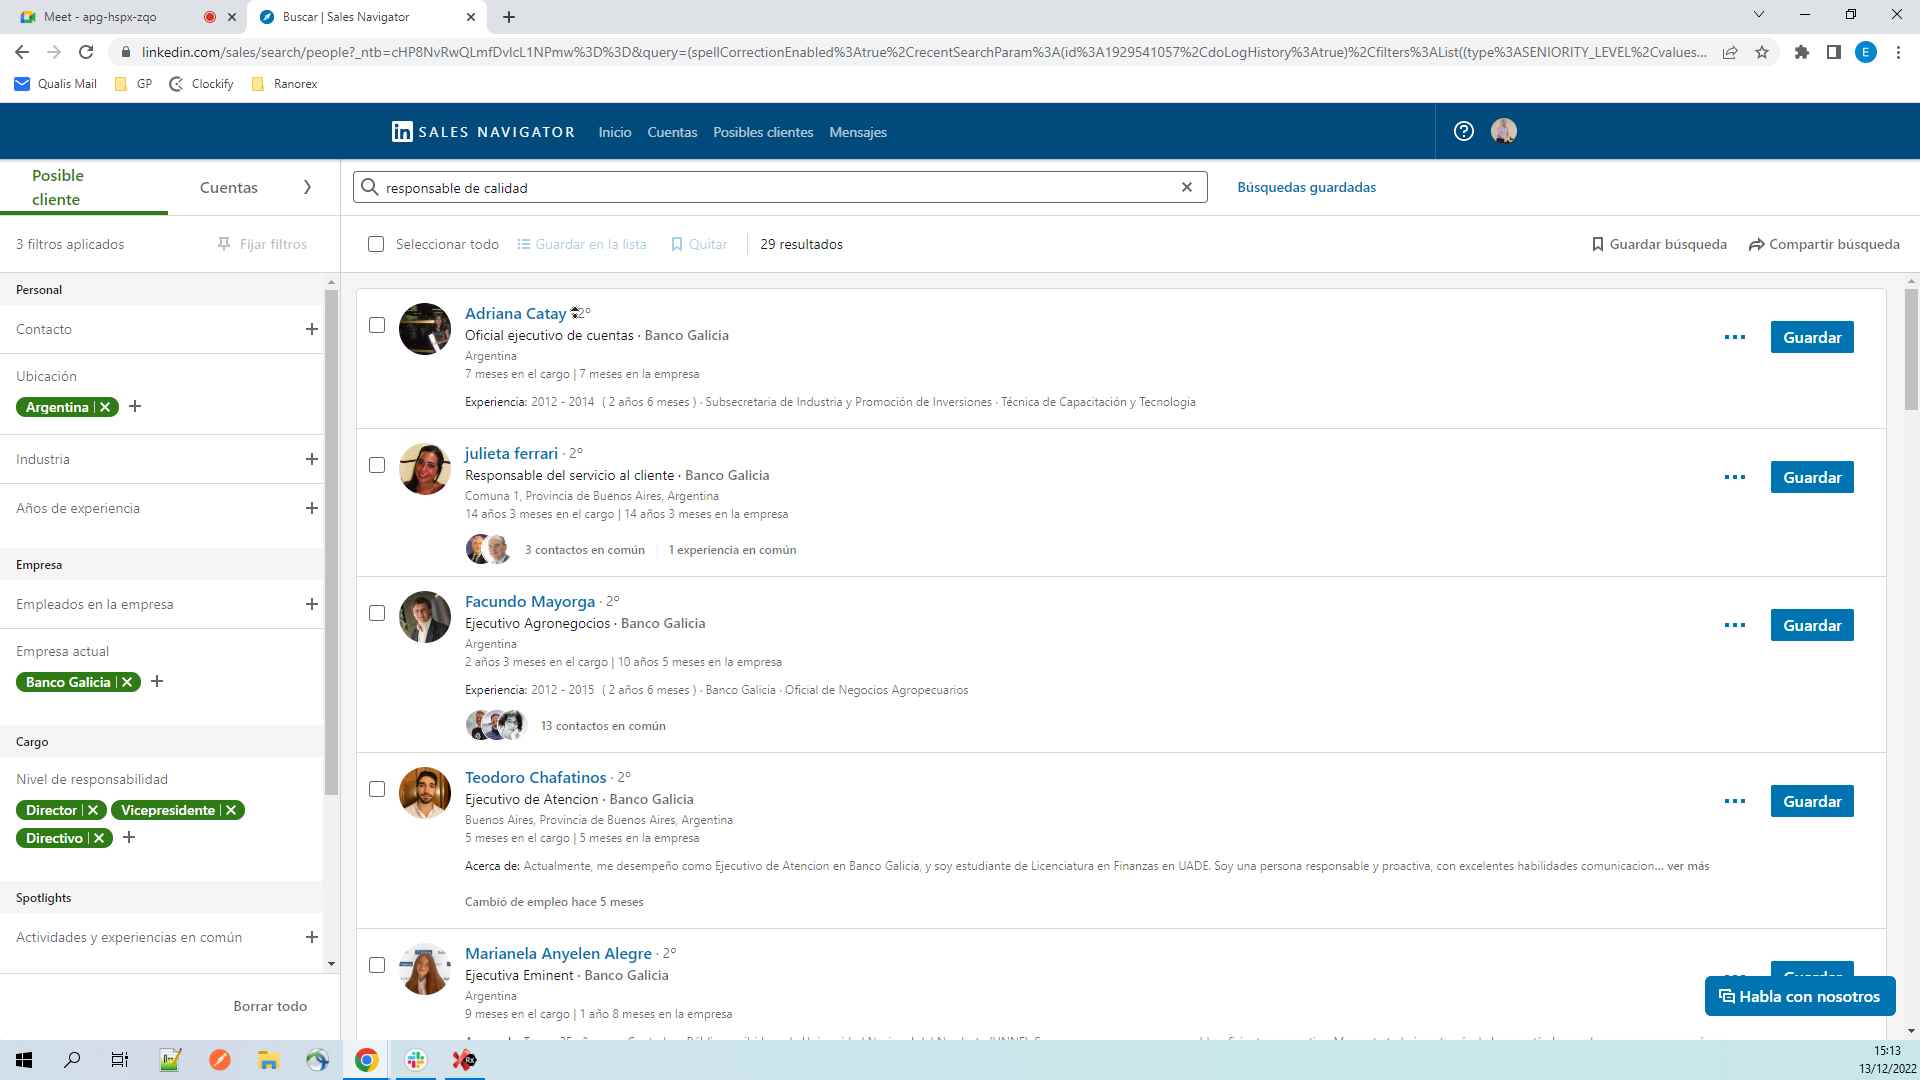 Meet - apg-hspx-zqo
Buscar | Sales Navigator
linkedin.com/sales/search/people?_ntb=cHP8NvRwQLmfDvlcL1NPmw%3D%3D&query=(spellCorrectionEnabled%3Atrue%2CrecentSearchParam%3A(id%3A1929541057%2CdoLogHistory%3Atrue)%2Cfilters%3AList((type%3ASENIORITY_LEVEL%2Cvalues...
E
Qualis Mail
GP
Clockify
Ranorex
in SALES NAVIGATOR
Inicio
Cuentas
Posibles clientes
Mensajes
Posible cliente
Cuentas
responsable de calidad
Búsquedas guardadas
3 filtros aplicados
Fijar filtros
Seleccionar todo
Guardar en la lista
Quitar
29 resultados
Guardar búsqueda
Compartir búsqueda
Personal
Contacto
Ubicación
Argentina
Industria
Años de experiencia
Empresa
Empleados en la empresa
Empresa actual
Banco Galicia
Cargo
Nivel de responsabilidad
Director
Vicepresidente
Directivo
Spotlights
Actividades y experiencias en común
Borrar todo
Adriana Catay 2º
Oficial ejecutivo de cuentas · Banco Galicia
Argentina
7 meses en el cargo | 7 meses en la empresa
Experiencia: 2012 - 2014 ( 2 años 6 meses ) · Subsecretaria de Industria y Promoción de Inversiones · Técnica de Capacitación y Tecnologia
Guardar
julieta ferrari · 2º
Responsable del servicio al cliente · Banco Galicia
Comuna 1, Provincia de Buenos Aires, Argentina
14 años 3 meses en el cargo | 14 años 3 meses en la empresa
3 contactos en común
1 experiencia en común
Guardar
Facundo Mayorga · 2º
Ejecutivo Agronegocios · Banco Galicia
Argentina
2 años 3 meses en el cargo | 10 años 5 meses en la empresa
Experiencia: 2012 - 2015 ( 2 años 6 meses ) · Banco Galicia · Oficial de Negocios Agropecuarios
13 contactos en común
Guardar
Teodoro Chafatinos · 2º
Ejecutivo de Atencion · Banco Galicia
Buenos Aires, Provincia de Buenos Aires, Argentina
5 meses en el cargo | 5 meses en la empresa
Acerca de: Actualmente, me desempeño como Ejecutivo de Atencion en Banco Galicia, y soy estudiante de Licenciatura en Finanzas en UADE. Soy una persona responsable y proactiva, con excelentes habilidades comunicacion... ver más
Cambió de empleo hace 5 meses
Guardar
Marianela Anyelen Alegre · 2º
Ejecutiva Eminent · Banco Galicia
Argentina
9 meses en el cargo | 1 año 8 meses en la empresa
Habla con nosotros
15:13
13/12/2022